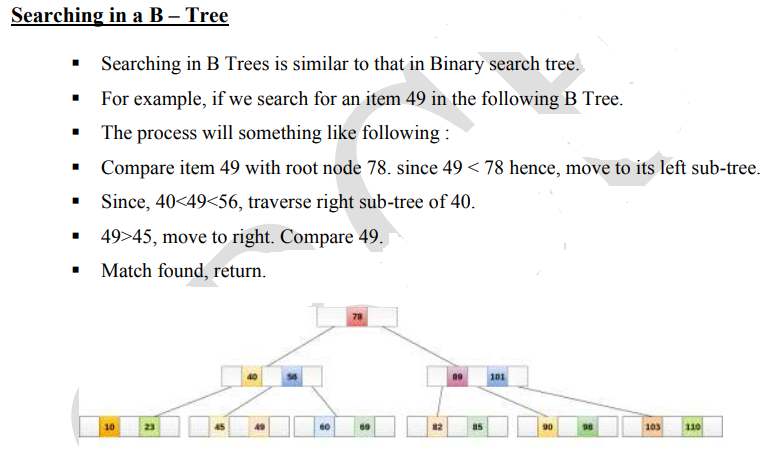 Searching in a B – Tree
▪ Searching in B Trees is similar to that in Binary search tree.
▪ For example, if we search for an item 49 in the following B Tree.
▪ The process will something like following :
▪ Compare item 49 with root node 78. since 49 < 78 hence, move to its left sub-tree.
▪ Since, 40<49<56, traverse right sub-tree of 40.
▪ 49>45, move to right. Compare 49.
▪ Match found, return.
78
40 56 89 101
10 23 45 49 60 69 82 85 90 98 103 110